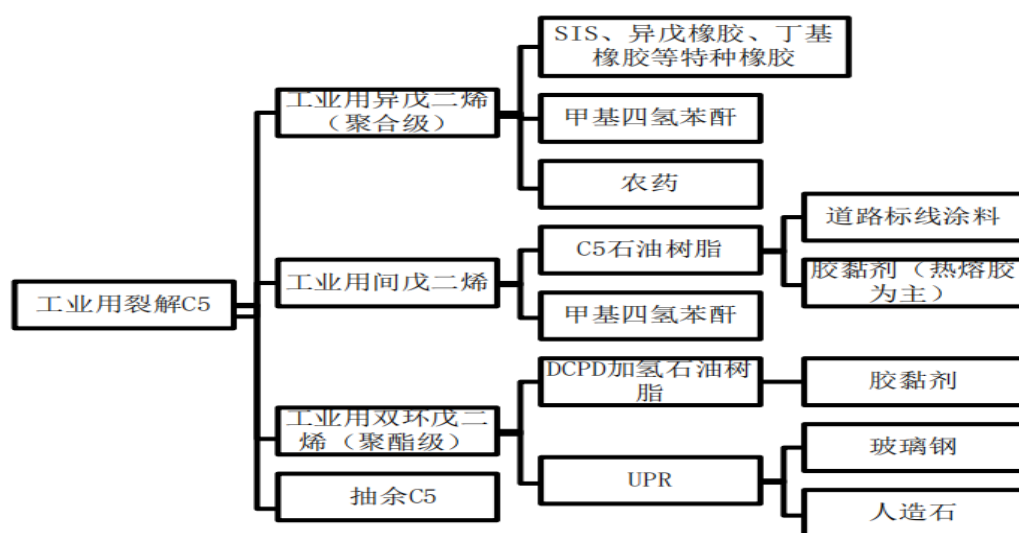 SIS、异戊橡胶、丁基
橡胶等特种橡胶
工业用异戊二烯
（聚合级）
甲基四氢苯酐
农药
道路标线涂料
C5石油树脂
工业用间戊二烯
胶黏剂（热熔胶
为主）
工业用裂解C5
甲基四氢苯酐
DCPD加氢石油树
脂
胶黏剂
工业用双环戊二
烯（聚酯级）
玻璃钢
UPR
抽余C5
人造石